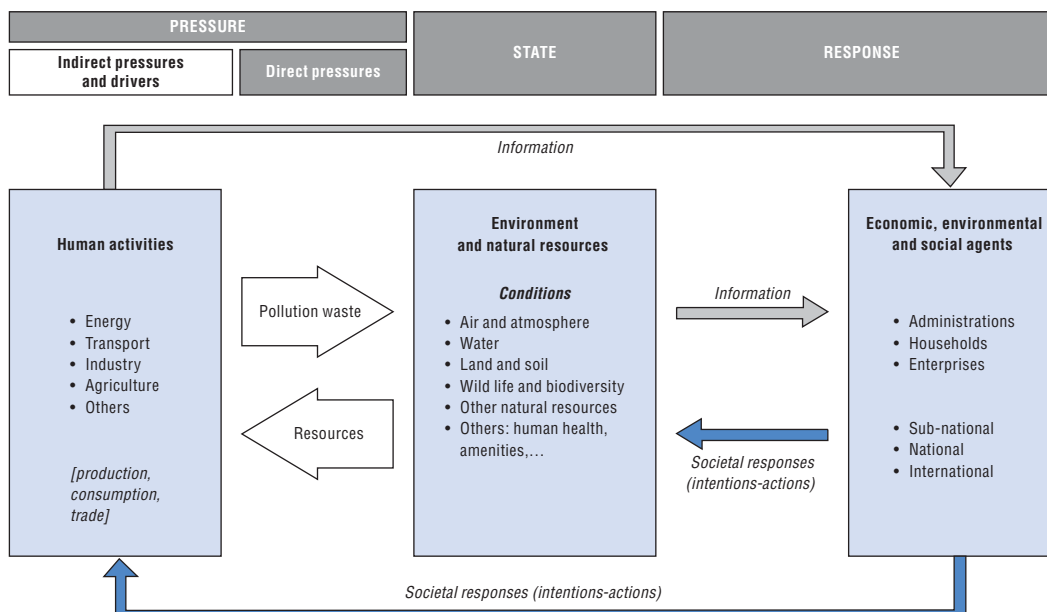 PRESSURE
STATE
RESPONSE
Indirect pressures
and drivers
Direct pressures
Information
Human activities
• Energy
• Transport
• Industry
• Agriculture
• Others
[production,
consumption,
trade]
Pollution waste
Resources
Environment
and natural resources
Conditions
• Air and atmosphere
• Water
• Land and soil
• Wild life and biodiversity
• Other natural resources
• Others: human health,
amenities,…
Information
Societal responses
(intentions-actions)
Economic, environmental
and social agents
• Administrations
• Households
• Enterprises
• Sub-national
• National
• International
Societal responses (intentions-actions)